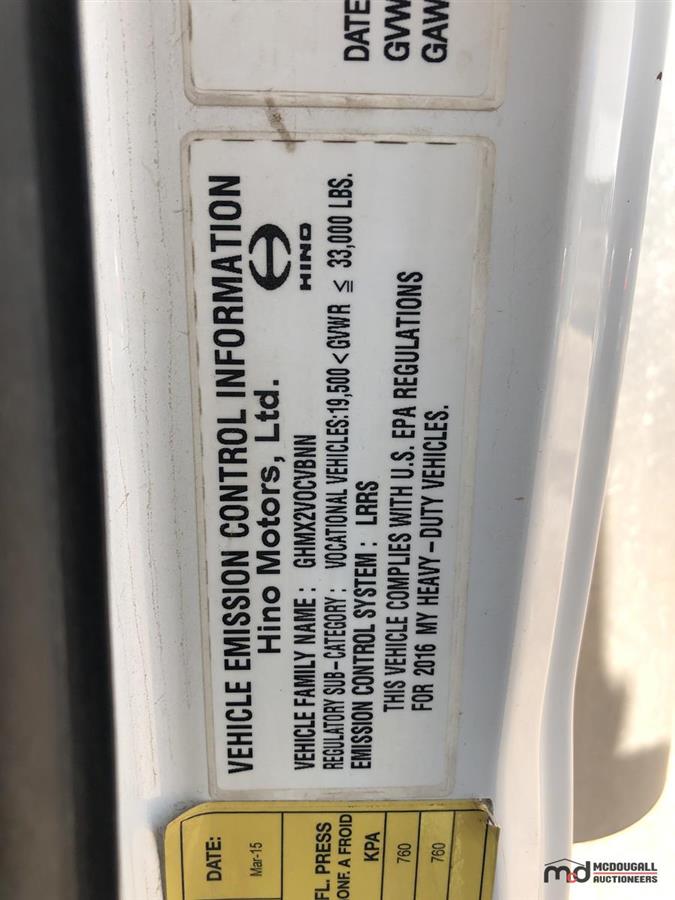 DATE
GVW
GAW
VEHICLE EMISSION CONTROL INFORMATION
Hino Motors, Ltd.
HINO
VEHICLE FAMILY NAME : GHMX2VOCVBNN
REGULATORY SUB-CATEGORY : VOCATIONAL VEHICLES:19,500 < GVWR ≦ 33,000 LBS.
EMISSION CONTROL SYSTEM : LRRS
THIS VEHICLE COMPLIES WITH U.S. EPA REGULATIONS
FOR 2016 MY HEAVY-DUTY VEHICLES.
DATE:
Mar-15
FL. PRESS
ONF. A FROID
KPA
760
760
MCDOUGALL
AUCTIONEERS